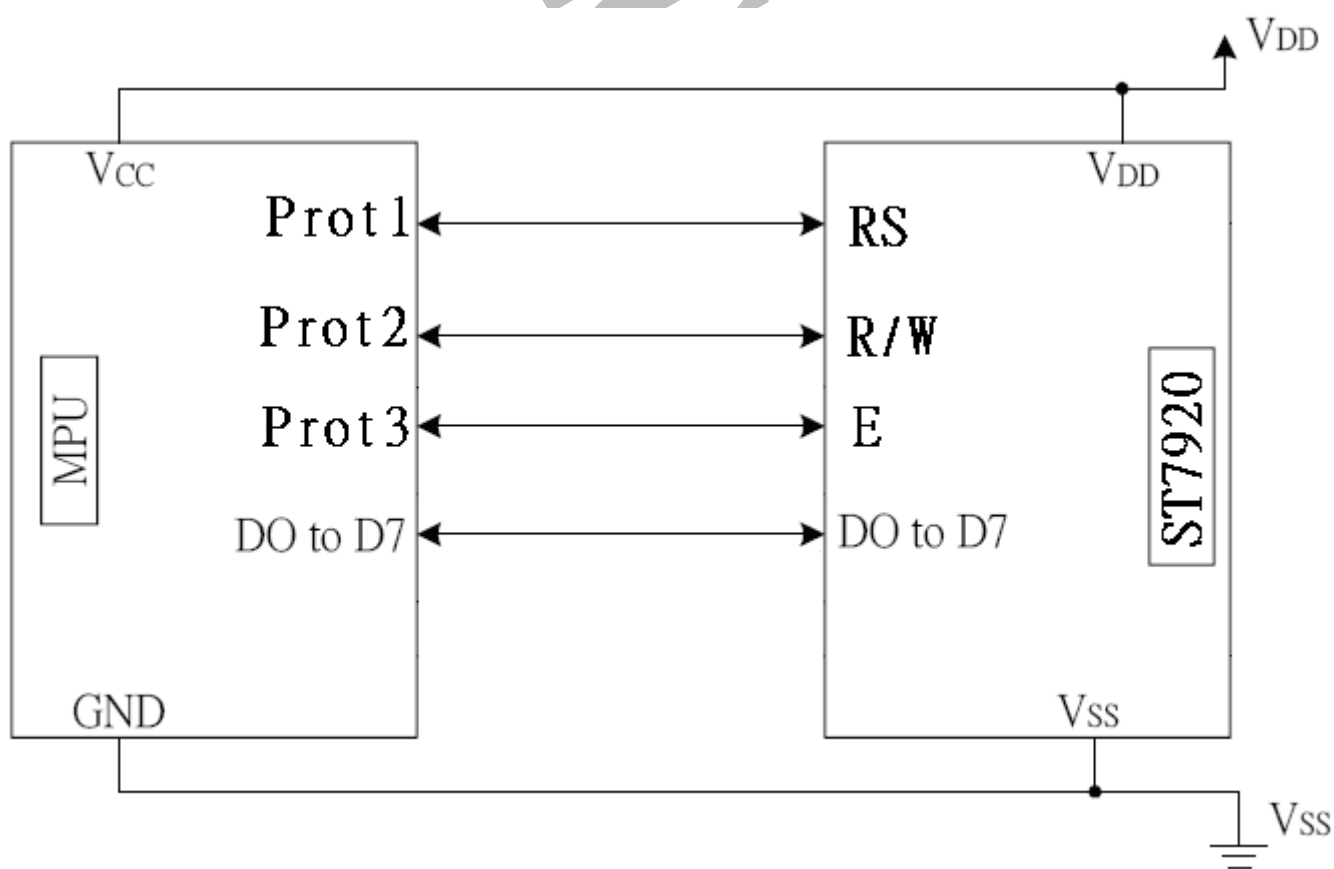 VDD
VCC
VDD
Prot1
RS
Prot2
R/W
MPU
Prot3
E
ST7920
DO to D7
DO to D7
GND
VSS
VSS